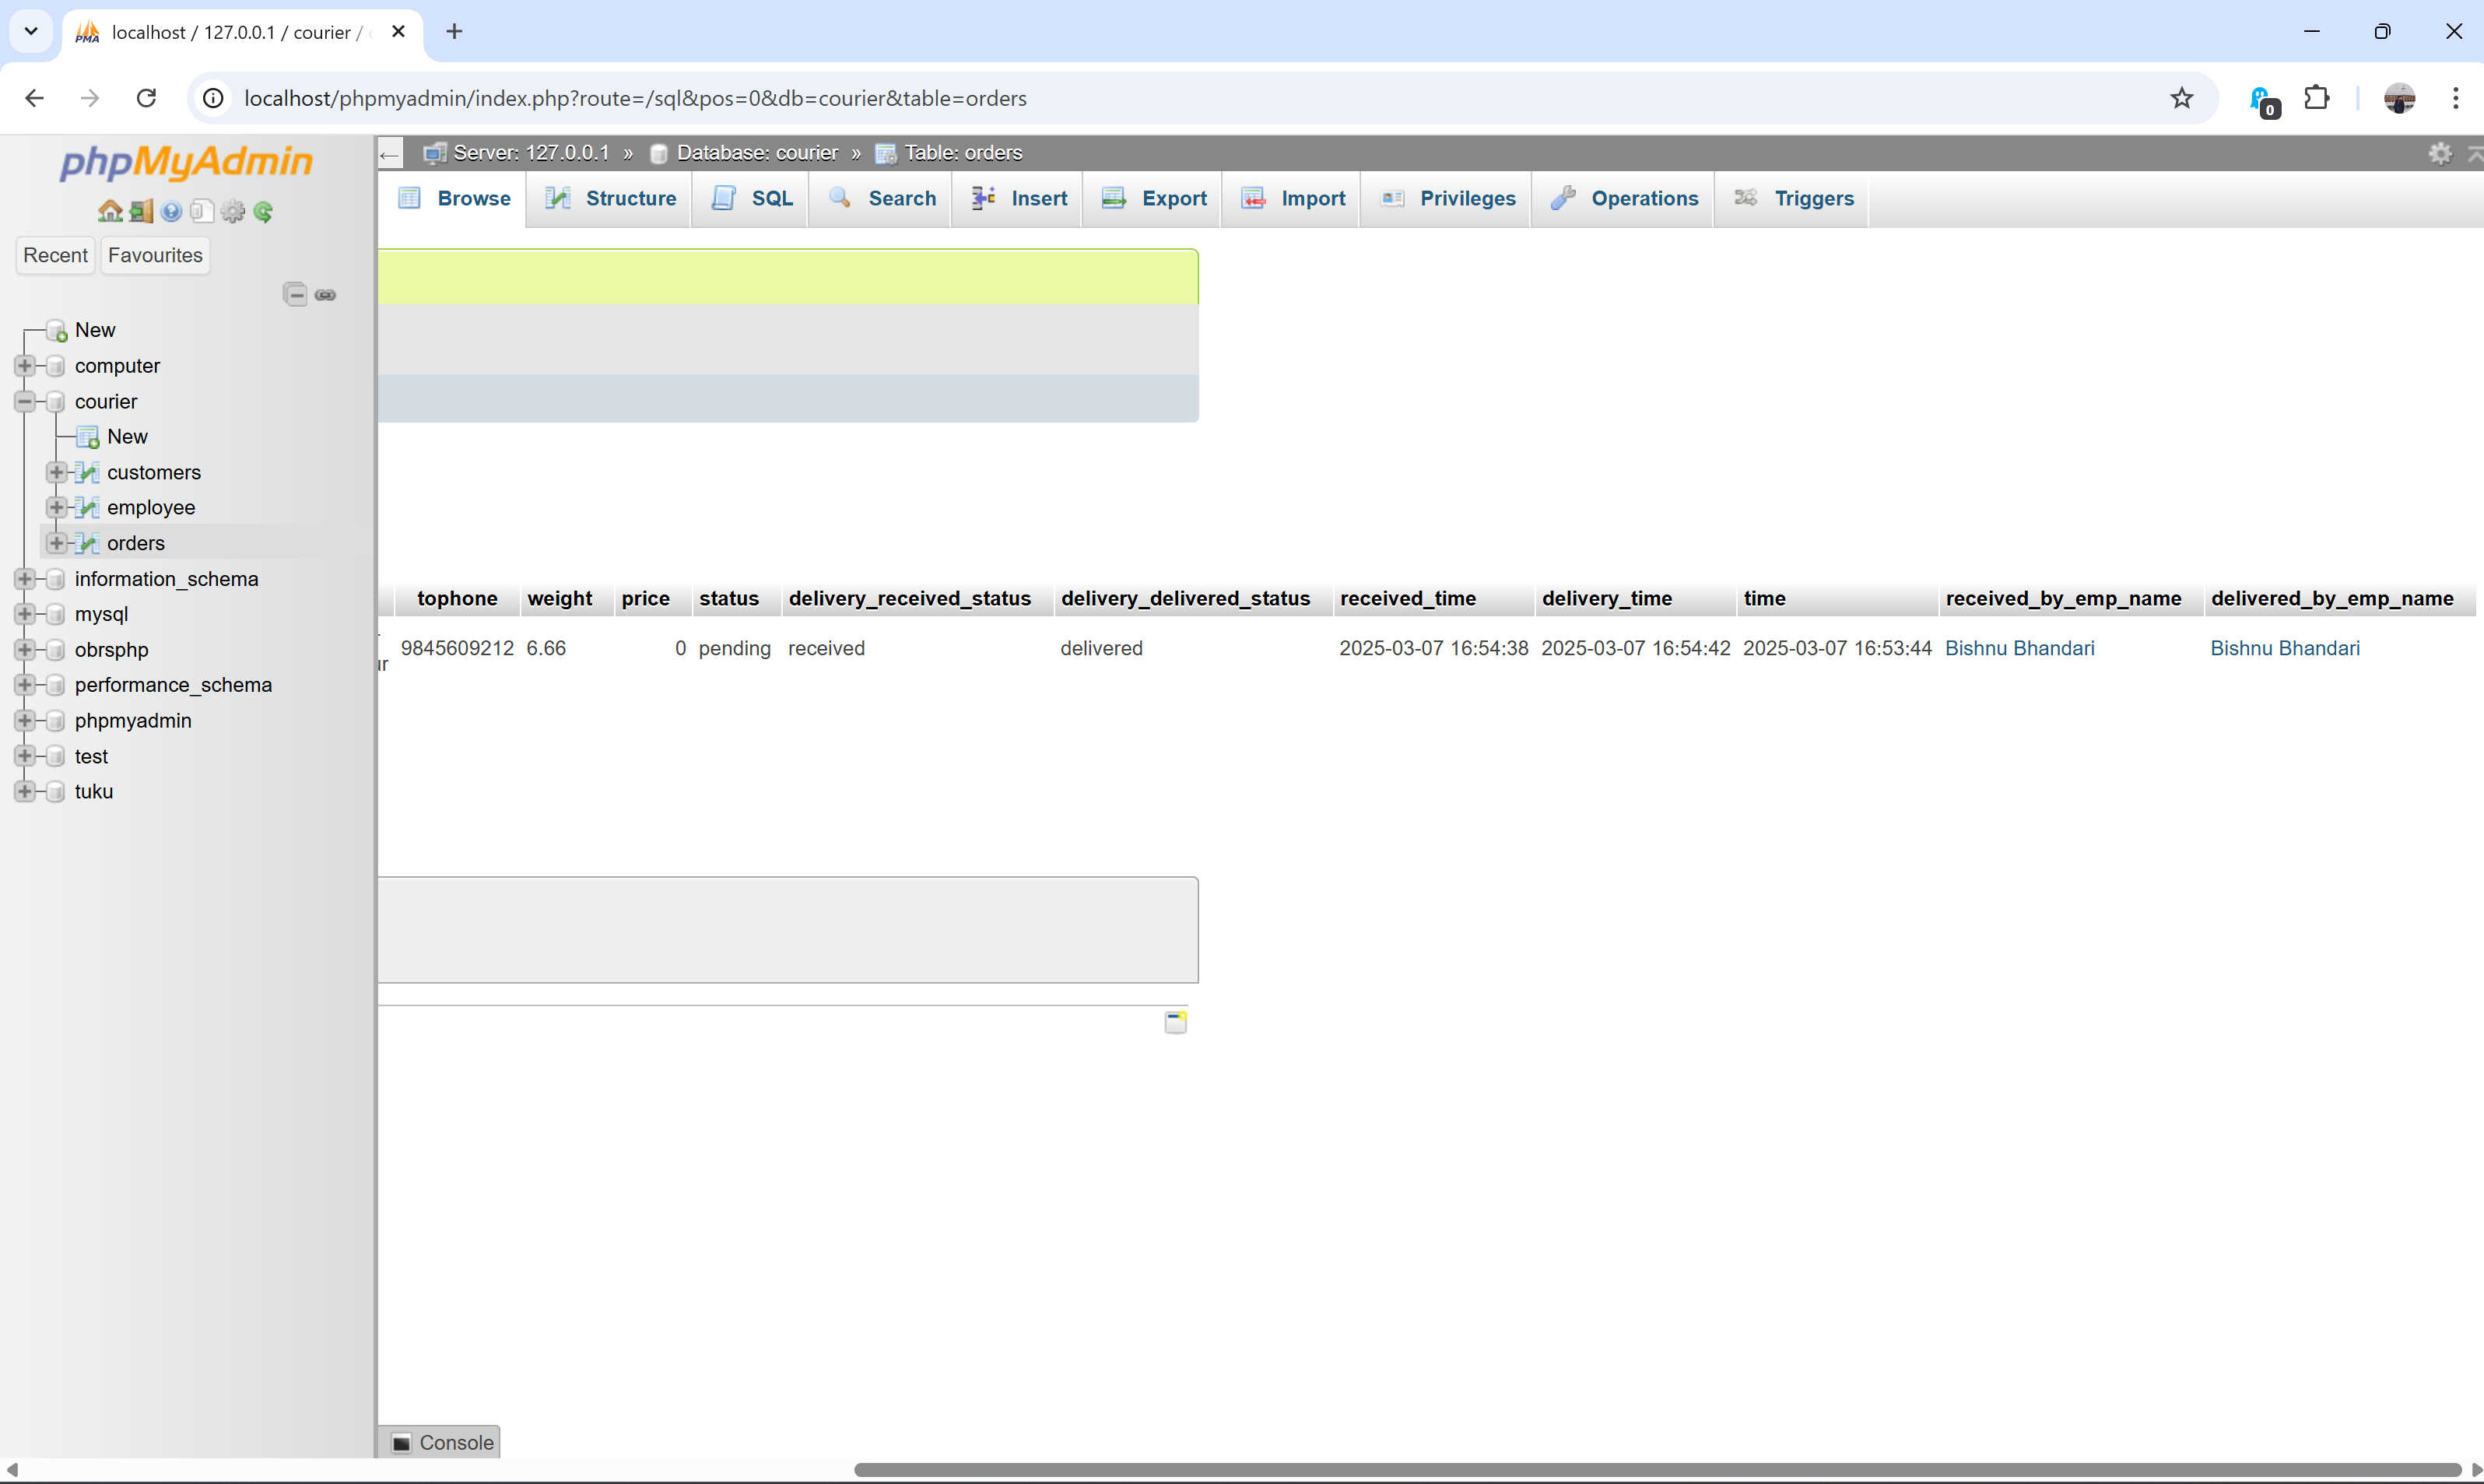 localhost / 127.0.0.1 / courier /
localhost/phpmyadmin/index.php?route=/sql&pos=0&db=courier&table=orders
0
phpMyAdmin
Recent Favourites
New
computer
courier
New
customers
employee
orders
information_schema
mysql
obrsphp
performance_schema
phpmyadmin
test
tuku
Server: 127.0.0.1 » Database: courier » Table: orders
Browse Structure SQL Search Insert Export Import Privileges Operations Triggers
tophone weight price status delivery_received_status delivery_delivered_status received_time delivery_time time received_by_emp_name delivered_by_emp_name
9845609212 6.66 0 pending received delivered 2025-03-07 16:54:38 2025-03-07 16:54:42 2025-03-07 16:53:44 Bishnu Bhandari Bishnu Bhandari
Console